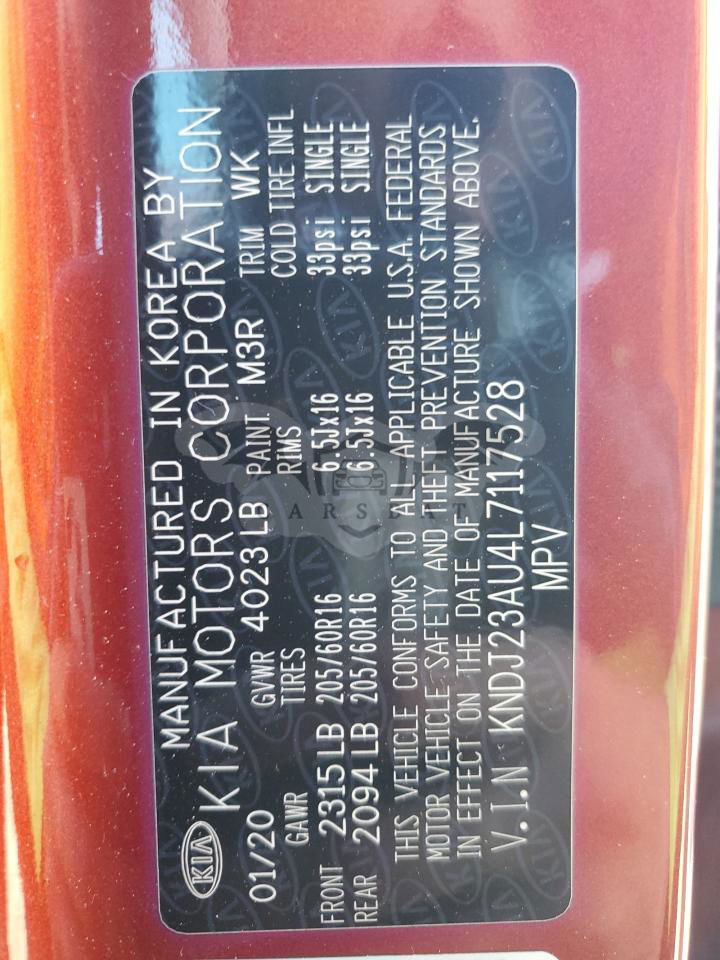 MANUFACTURED IN KOREA BY
KIA KIA MOTORS CORPORATION
01/20 GVWR 4023 LB PAINT M3R TRIM WK
GAWR TIRES RIMS COLD TIRE INFL
FRONT 2315 LB 205/60R16 6.5Jx16 33psi SINGLE
REAR 2094 LB 205/60R16 6.5Jx16 33psi SINGLE
THIS VEHICLE CONFORMS TO ALL APPLICABLE U.S.A. FEDERAL
MOTOR VEHICLE SAFETY AND THEFT PREVENTION STANDARDS
IN EFFECT ON THE DATE OF MANUFACTURE SHOWN ABOVE.
V.I.N KNDJ23AU4L7117528
MPV